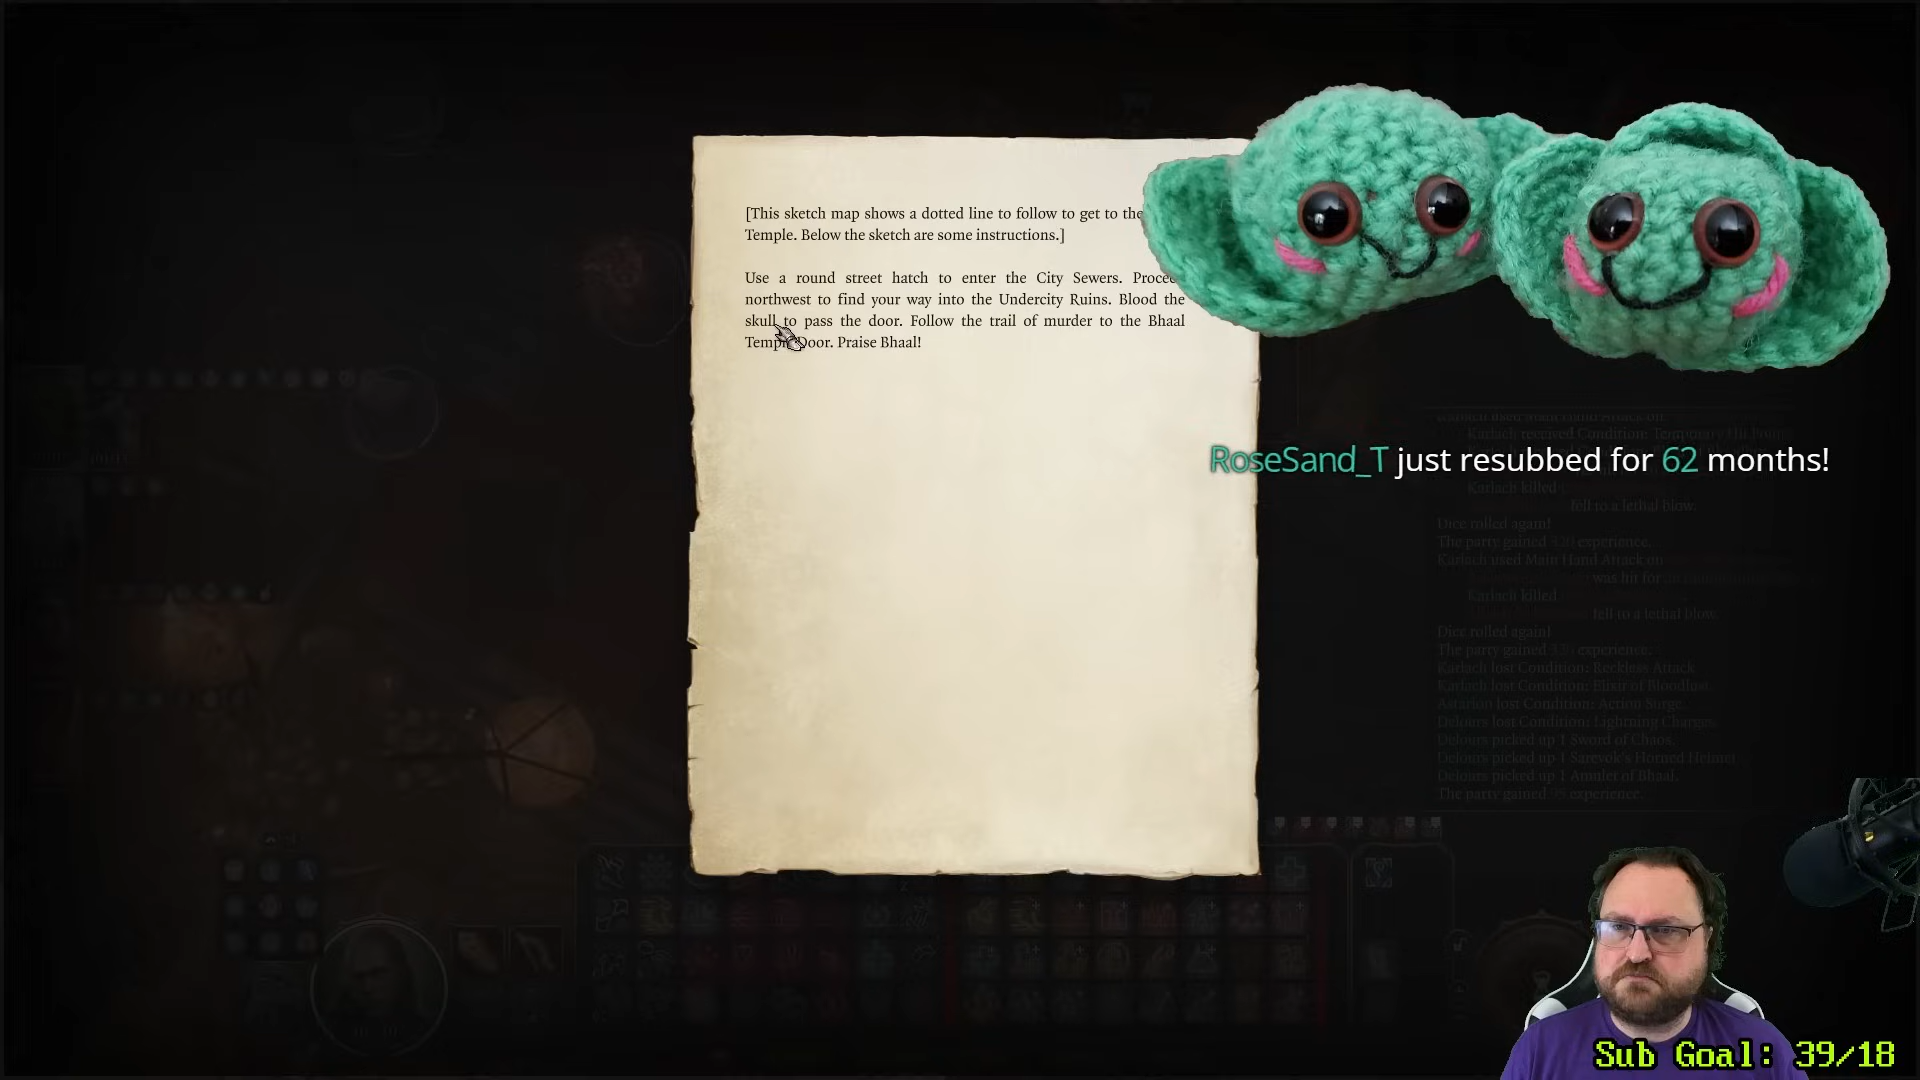 [This sketch map shows a dotted line to follow to get to the
Temple. Below the sketch are some instructions.]
Use a round street hatch to enter the City Sewers.
northwest to find your way into the Undercity Ruins. Blood the
skull to pass the door. Follow the trail of murder to the Bhaal
Door. Praise Bhaal!
RoseSand_T just resubbed for 62 months!
Karlach received Condition: Temporary Hit
Karlach killed
fell to a lethal blow.
Dice rolled again!
The party gained 320 experience.
Karlach used Main Hand Attack on
was hit for
Karlach killed
fell to a lethal blow.
Dice rolled again!
The party gained 320 experience.
Karlach lost Condition: Reckless Attack
Karlach lost Condition: Elixir of Bloodlust.
Astarion lost Condition: Action Surge
Delours lost Condition: Lightning Charges
Delours picked up 1 Sword of Chaos.
Delours picked up 1 Sarevok's Horned Helmet.
Delours picked up 1 Amulet of Bhaal.
The party gained 95 experience.
Sub Goal: 39/18